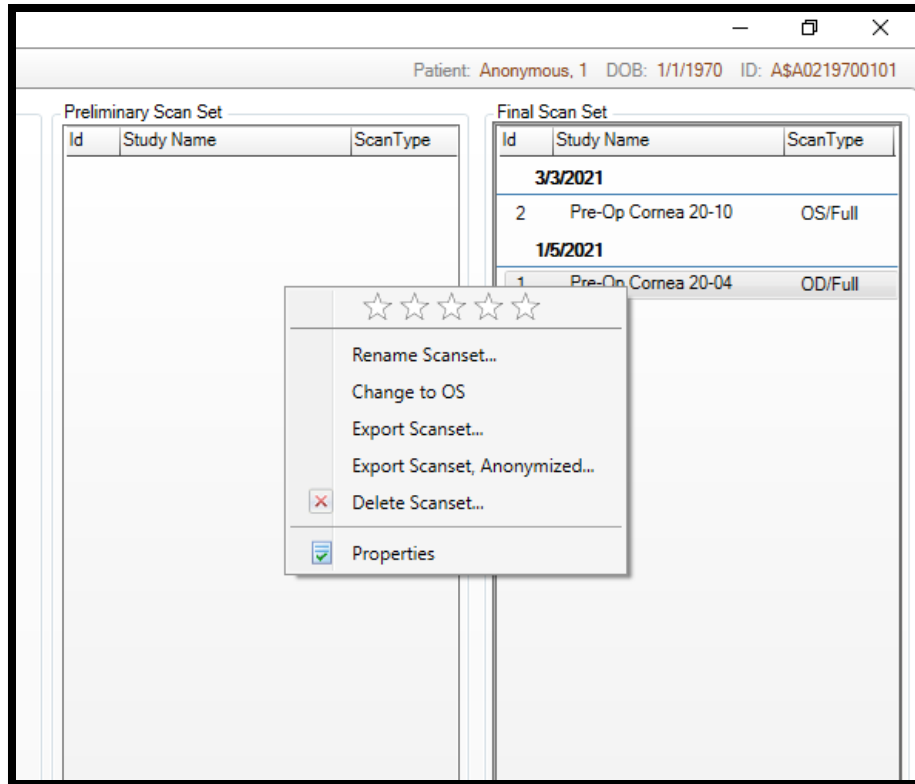 Patient: Anonymous, 1 DOB: 1/1/1970 ID: A$A0219700101
Preliminary Scan Set
Id Study Name ScanType
Final Scan Set
Id Study Name ScanType
3/3/2021
2 Pre-Op Cornea 20-10 OS/Full
1/5/2021
1 Pre-Op Cornea 20-04 OD/Full
Rename Scanset...
Change to OS
Export Scanset...
Export Scanset, Anonymized...
Delete Scanset...
Properties